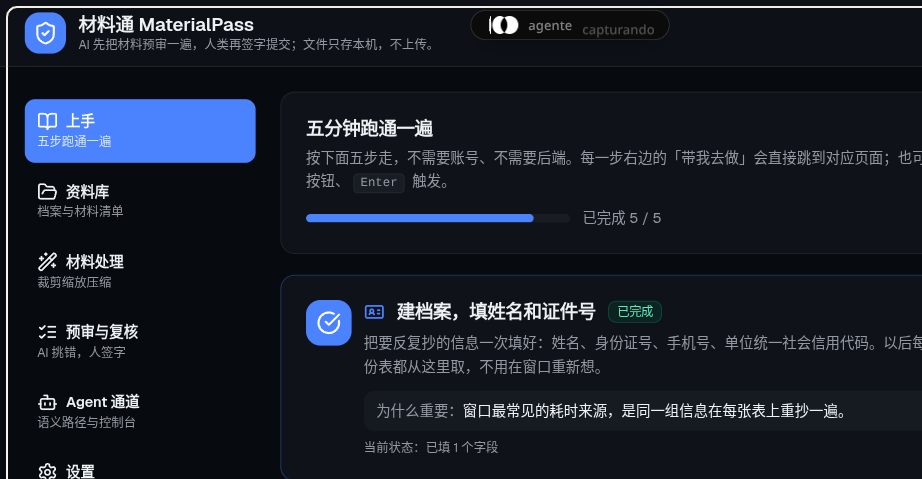 材料通 MaterialPass
AI 先把材料预审一遍，人类再签字提交；文件只存本机，不上传。
agente capturando
上手
五步跑通一遍
资料库
档案与材料清单
材料处理
裁剪缩放压缩
预审与复核
AI 挑错，人签字
Agent 通道
语义路径与控制台
设置
五分钟跑通一遍
按下面五步走，不需要账号、不需要后端。每一步右边的「带我去做」会直接跳到对应页面；也可
按钮、 Enter 触发。
已完成 5 / 5
建档案，填姓名和证件号 已完成
把要反复抄的信息一次填好：姓名、身份证号、手机号、单位统一社会信用代码。以后每
份表都从这里取，不用在窗口重新想。
为什么重要：窗口最常见的耗时来源，是同一组信息在每张表上重抄一遍。
当前状态：已填 1 个字段